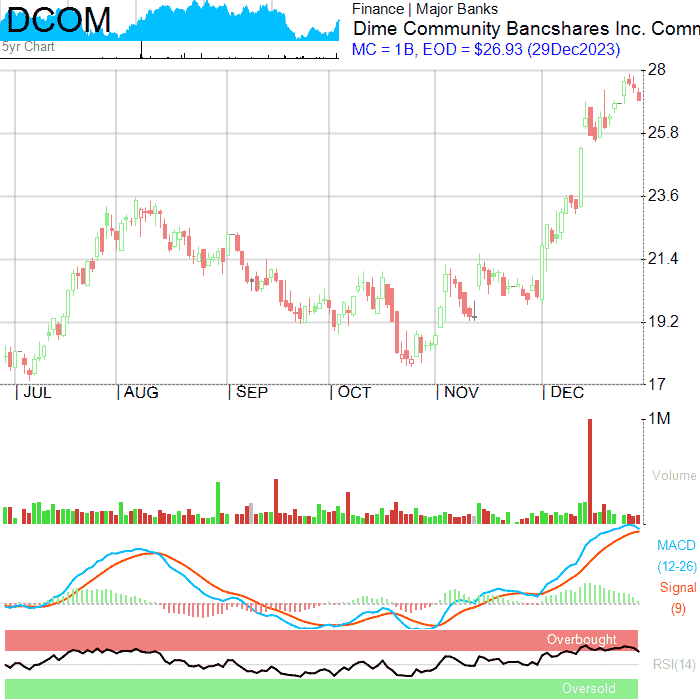 DCOM
5yr Chart
Finance | Major Banks
Dime Community Bancshares Inc. Comm
MC = 1B, EOD = $26.93 (29Dec2023)
28
25.8
23.6
21.4
19.2
17
JUL AUG SEP OCT NOV DEC
1M
Volume
MACD
(12-26)
Signal
(9)
Overbought
RSI(14)
Oversold